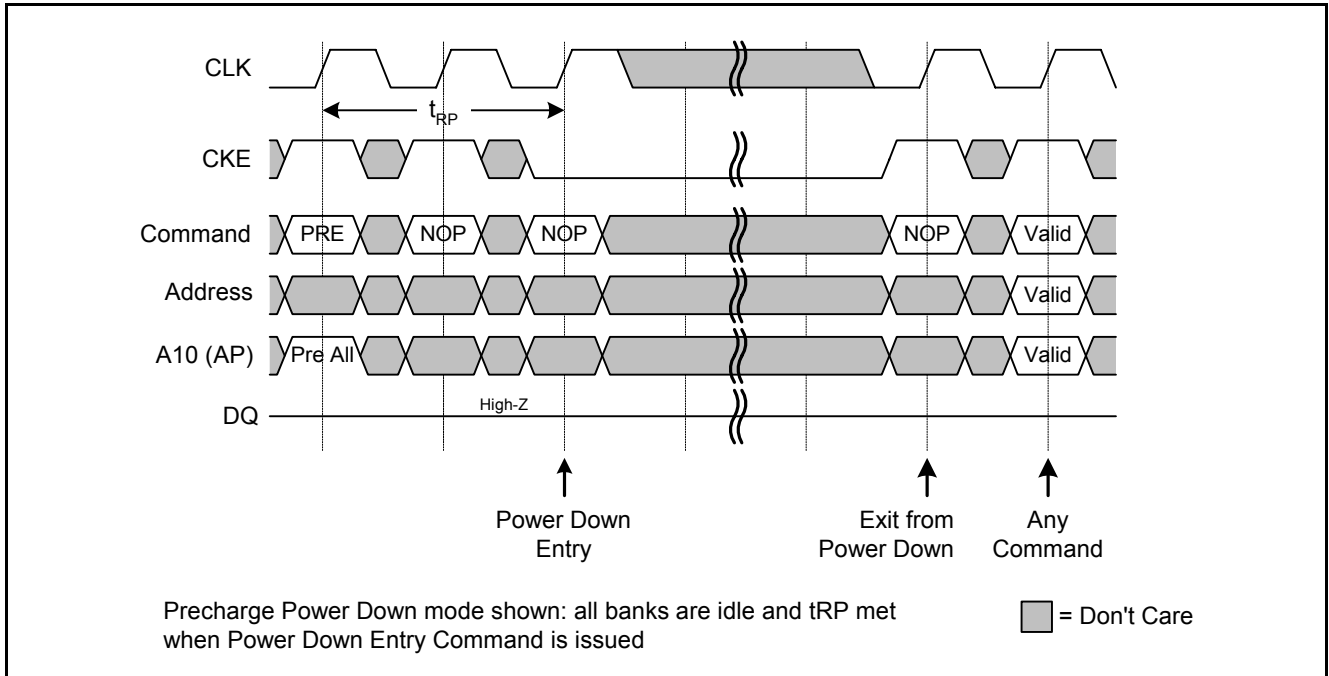 CLK
t_RP
CKE
Command PRE NOP NOP NOP Valid
Address Valid
A10 (AP) Pre All Valid
High-Z
DQ
Power Down
Entry
Exit from
Power Down
Any
Command
Precharge Power Down mode shown: all banks are idle and tRP met
when Power Down Entry Command is issued
= Don't Care